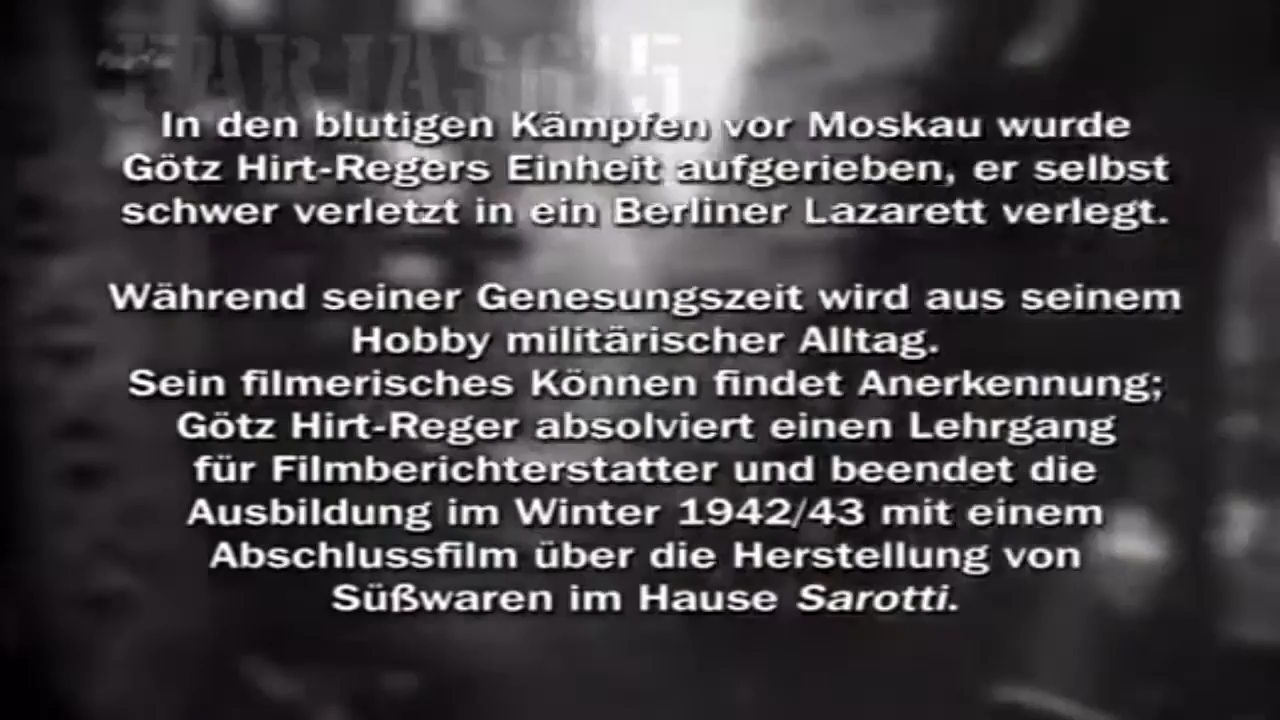 In den blutigen Kämpfen vor Moskau wurde
Götz Hirt-Regers Einheit aufgerieben, er selbst
schwer verletzt in ein Berliner Lazarett verlegt.
Während seiner Genesungszeit wird aus seinem
Hobby militärischer Alltag.
Sein filmerisches Können findet Anerkennung;
Götz Hirt-Reger absolviert einen Lehrgang
für Filmberichterstatter und beendet die
Ausbildung im Winter 1942/43 mit einem
Abschlussfilm über die Herstellung von
Süßwaren im Hause Sarotti.